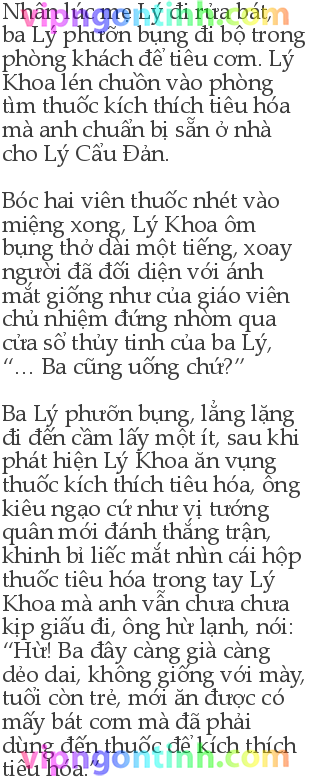 vipngontinh.com
Nhân lúc mẹ Lý đi rửa bát,
ba Lý phưỡn bụng đi bộ trong
phòng khách để tiêu cơm. Lý
Khoa lén chuồn vào phòng
tìm thuốc kích thích tiêu hóa
mà anh chuẩn bị sẵn ở nhà
cho Lý Cẩu Đản.
Bóc hai viên thuốc nhét vào
miệng xong, Lý Khoa ôm
bụng thở dài một tiếng, xoay
người đã đối diện với ánh
mắt giống như của giáo viên
chủ nhiệm đứng nhòm qua
cửa sổ thủy tinh của ba Lý,
“... Ba cũng uống chứ?”
Ba Lý phưỡn bụng, lẳng lặng
đi đến cầm lấy một ít, sau khi
phát hiện Lý Khoa ăn vụng
thuốc kích thích tiêu hóa, ông
kiêu ngạo cứ như vị tướng
quân mới đánh thắng trận,
khinh bỉ liếc mắt nhìn cái hộp
thuốc tiêu hóa trong tay Lý
Khoa mà anh vẫn chưa chưa
kịp giấu đi, ông hừ lạnh, nói:
“Hừ! Ba đây càng già càng
dẻo dai, không giống với mày,
tuổi còn trẻ, mới ăn được có
mấy bát cơm mà đã phải
dùng đến thuốc để kích thích
tiêu hóa.”
vipngontinh.com